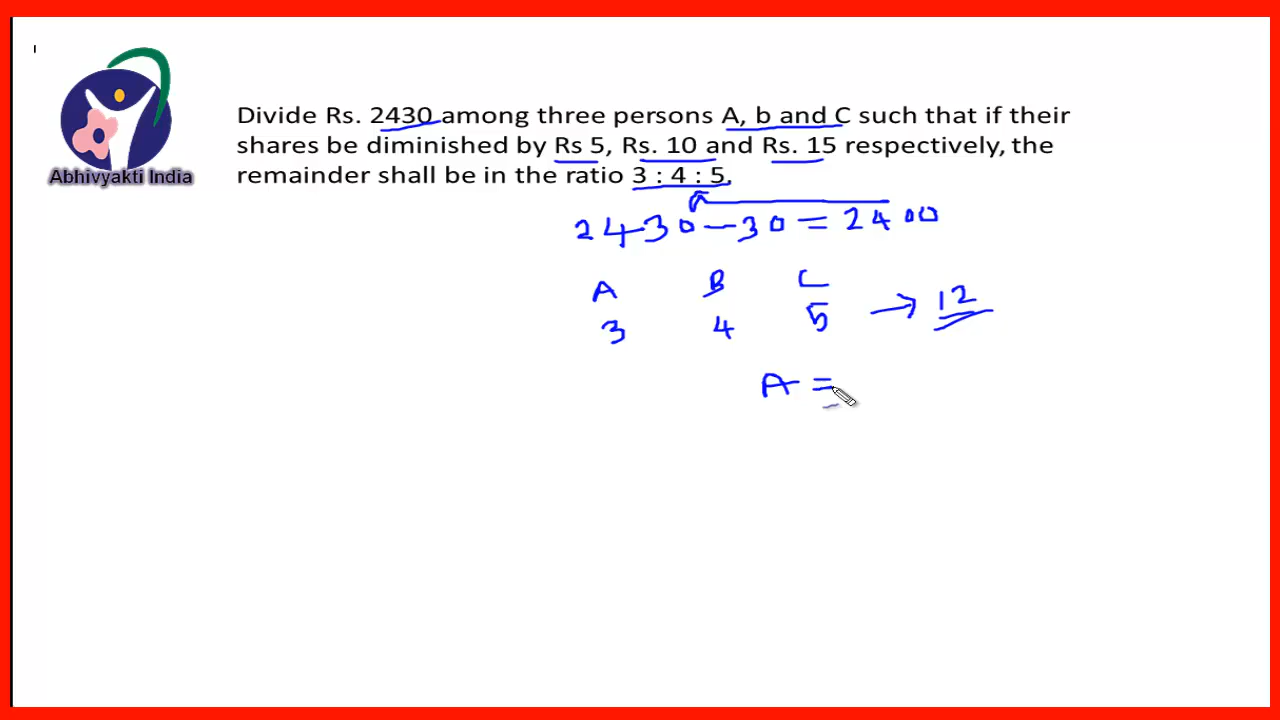 Abhivyakti India
Divide Rs. 2430 among three persons A, b and C such that if their
shares be diminished by Rs 5, Rs. 10 and Rs. 15 respectively, the
remainder shall be in the ratio 3 : 4 : 5.
2430 - 30 = 2400
A B C
3 4 5 → 12
A =